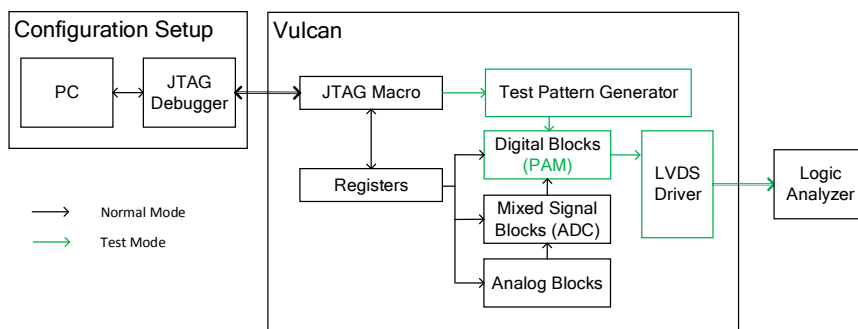 Configuration Setup
PC
JTAG
Debugger
Vulcan
JTAG Macro
Test Pattern Generator
Digital Blocks
(PAM)
Registers
Mixed Signal
Blocks (ADC)
Analog Blocks
LVDS
Driver
Logic
Analyzer
Normal Mode
Test Mode